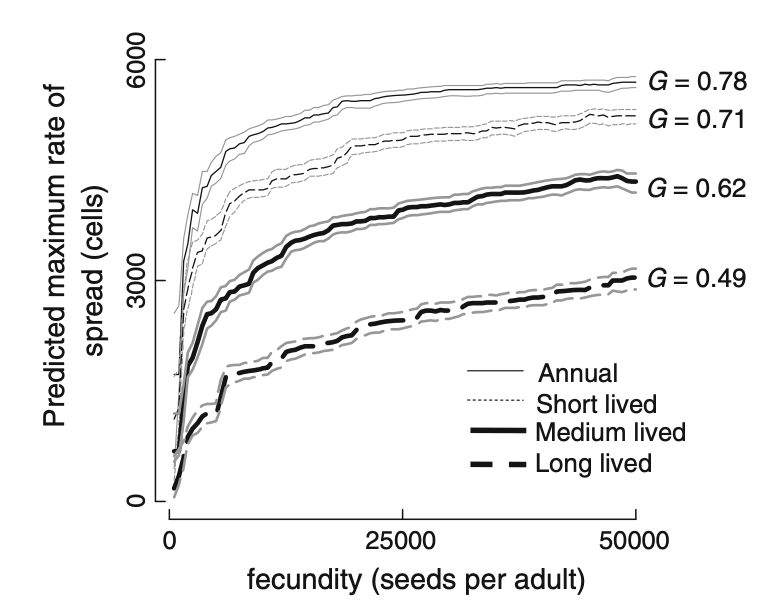 Predicted maximum rate of
spread (cells)
6000
3000
0
G = 0.78
G = 0.71
G = 0.62
G = 0.49
Annual
Short lived
Medium lived
Long lived
0
25000
50000
fecundity (seeds per adult)